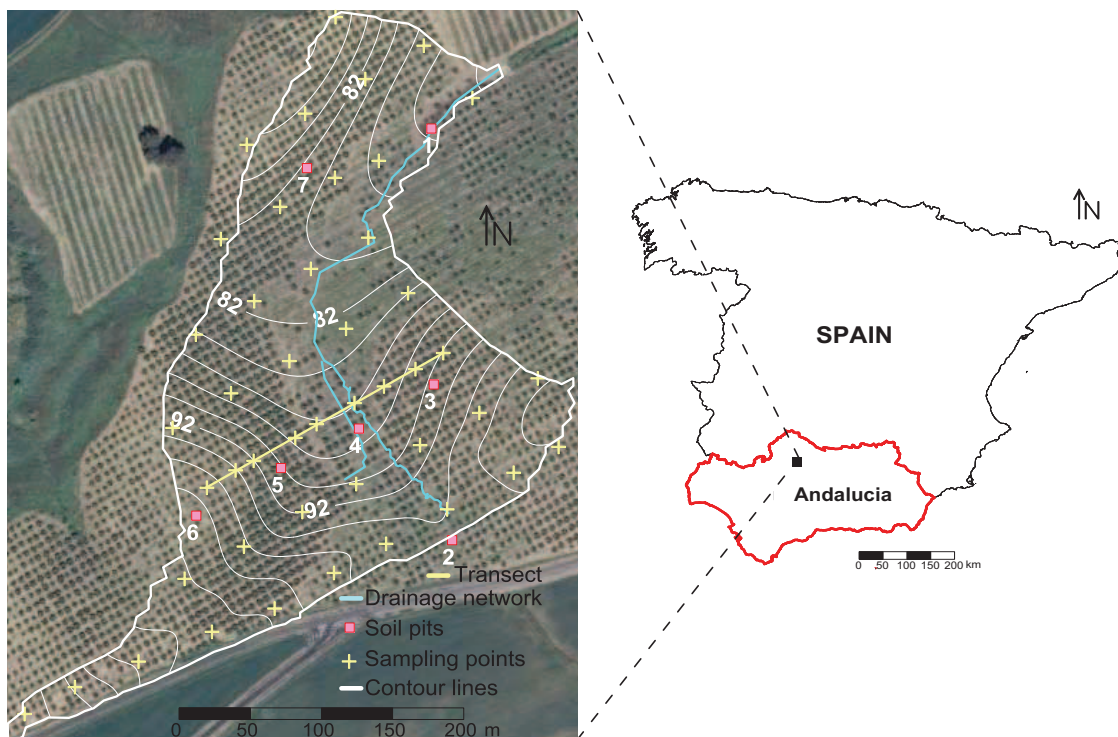 82
1
7
N
82
82
3
92
4
5
92
6
2
Transect
Drainage network
Soil pits
Sampling points
Contour lines
0 50 100 150 200 m
N
SPAIN
Andalucia
0 50 100 150 200 km